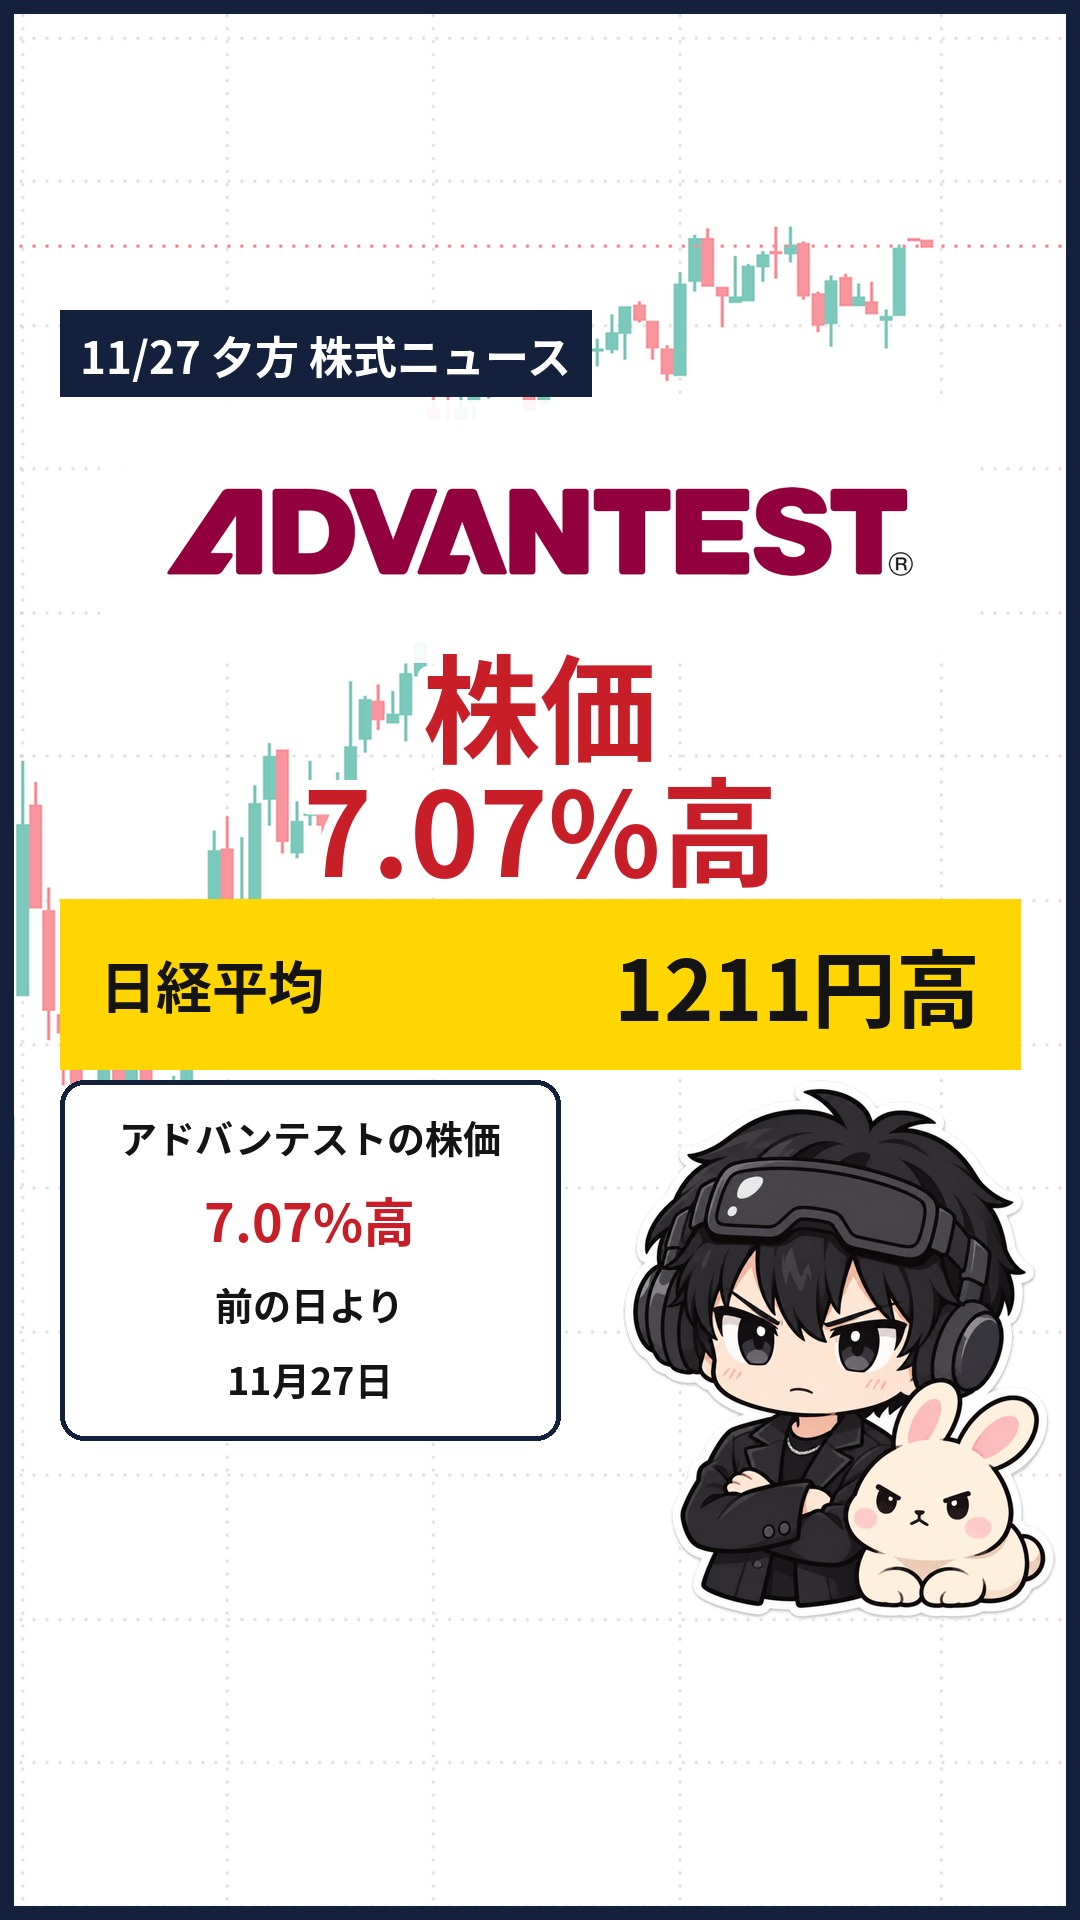 11/27 夕方 株式ニュース
ADVANTEST®
株価
7.07%高
日経平均 1211円高
アドバンテストの株価
7.07%高
前の日より
11月27日